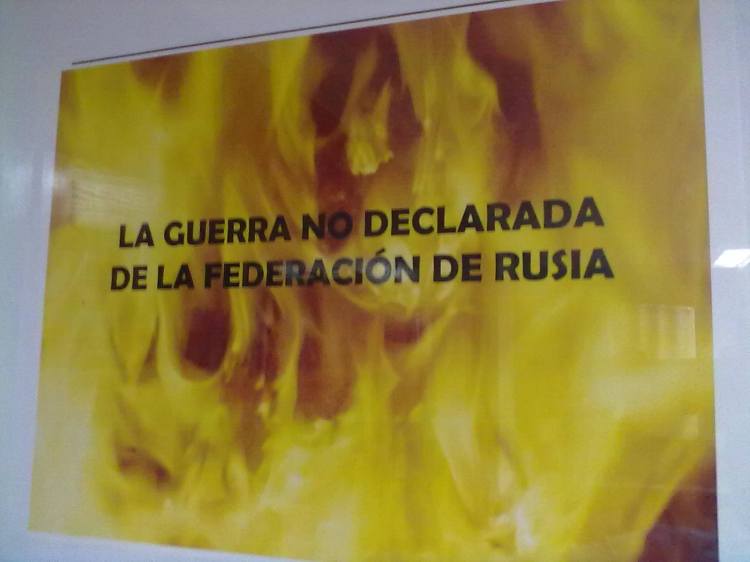 LA GUERRA NO DECLARADA
DE LA FEDERACIÓN DE RUSIA